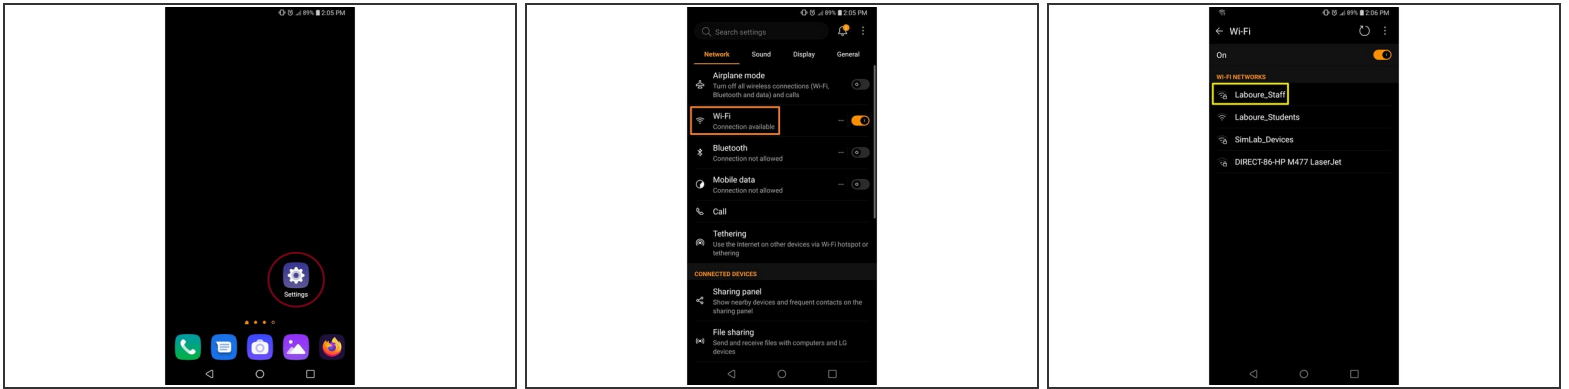 89% 2:05 PM
Settings
89% 2:05 PM
Search settings
Network Sound Display General
Airplane mode
Turn off all wireless connections (Wi-Fi,
Bluetooth and data) and calls
Wi-Fi
Connection available
Bluetooth
Connection not allowed
Mobile data
Connection not allowed
Call
Tethering
Use the Internet on other devices via Wi-Fi hotspot or
tethering
CONNECTED DEVICES
Sharing panel
Show nearby devices and frequent contacts on the
sharing panel
File sharing
Send and receive files with computers and LG
devices
89% 2:06 PM
Wi-Fi
On
WI-FI NETWORKS
Laboure_Staff
Laboure_Students
SimLab_Devices
DIRECT-86-HP M477 LaserJet